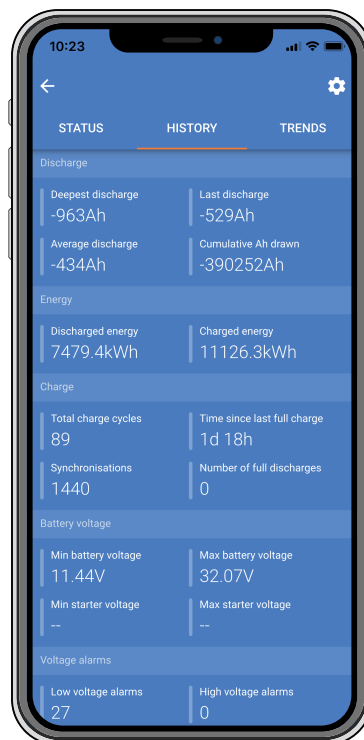 10:23
STATUS HISTORY TRENDS
Discharge
Deepest discharge Last discharge
-963Ah -529Ah
Average discharge Cumulative Ah drawn
-434Ah -390252Ah
Energy
Discharged energy Charged energy
7479.4kWh 11126.3kWh
Charge
Total charge cycles Time since last full charge
89 1d 18h
Synchronisations Number of full discharges
1440 0
Battery voltage
Min battery voltage Max battery voltage
11.44V 32.07V
Min starter voltage Max starter voltage
-- --
Voltage alarms
Low voltage alarms High voltage alarms
27 0